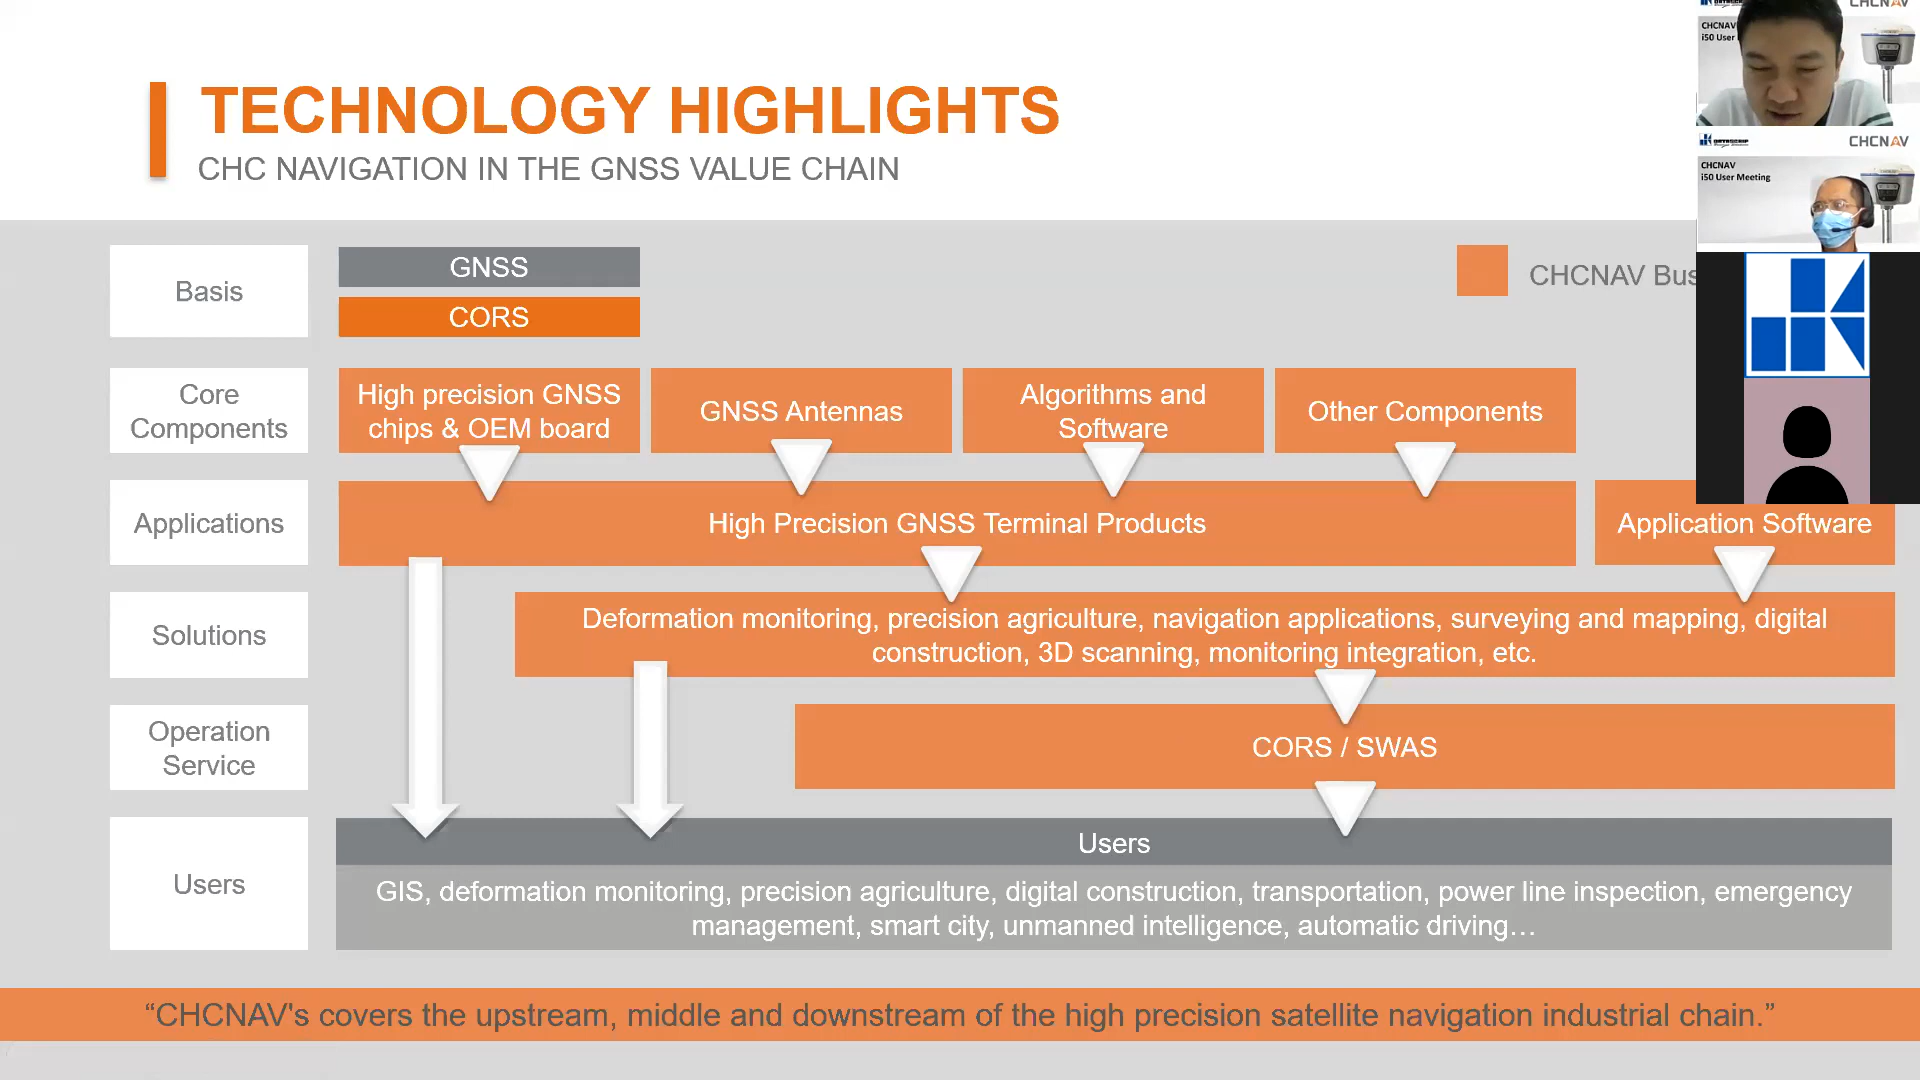 TECHNOLOGY HIGHLIGHTS
CHC NAVIGATION IN THE GNSS VALUE CHAIN
CHCNAV
CHCNAV
i50 User
CHCNAV
CHCNAV
i50 User Meeting
Basis
GNSS
CORS
CHCNAV
Core
Components
High precision GNSS
chips & OEM board
GNSS Antennas
Algorithms and
Software
Other Components
Applications
High Precision GNSS Terminal Products
Application Software
Solutions
Deformation monitoring, precision agriculture, navigation applications, surveying and mapping, digital
construction, 3D scanning, monitoring integration, etc.
Operation
Service
CORS / SWAS
Users
Users
GIS, deformation monitoring, precision agriculture, digital construction, transportation, power line inspection, emergency
management, smart city, unmanned intelligence, automatic driving…
“CHCNAV's covers the upstream, middle and downstream of the high precision satellite navigation industrial chain.”